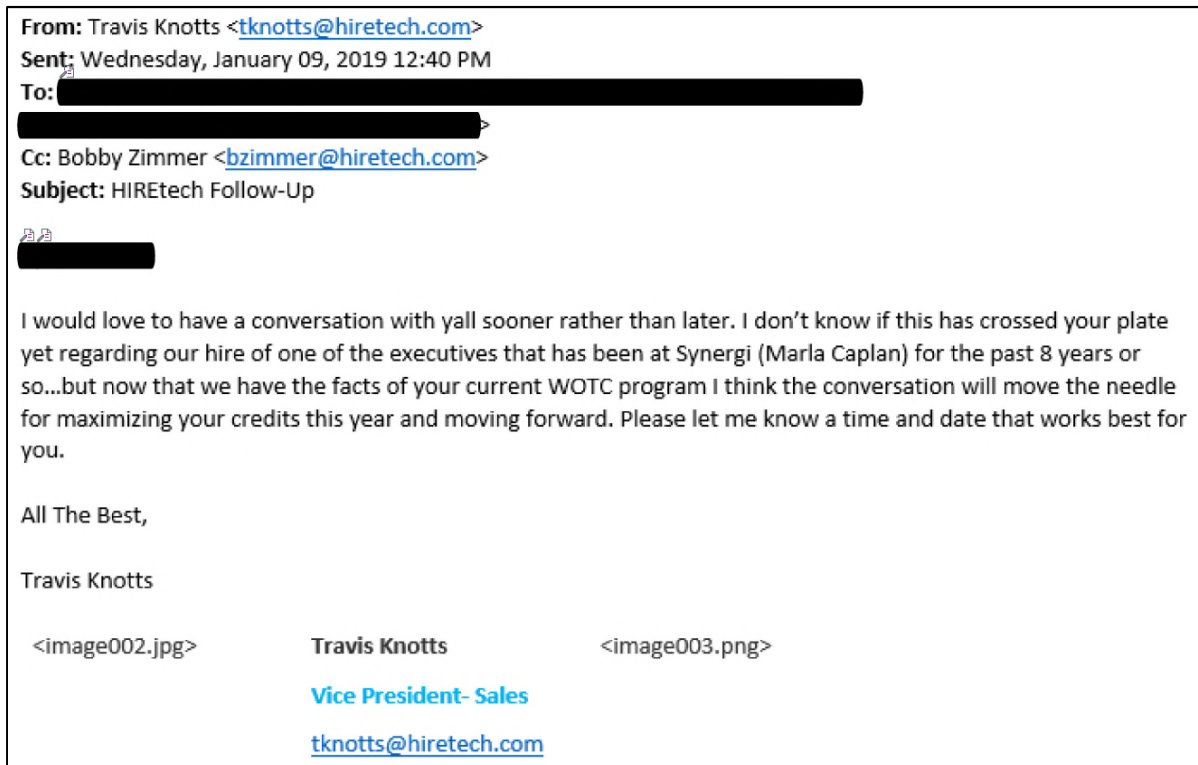 From: Travis Knotts <tknotts@hiretech.com>
Sent: Wednesday, January 09, 2019 12:40 PM
To:
>
Cc: Bobby Zimmer <bzimmer@hiretech.com>
Subject: HIREtech Follow-Up
I would love to have a conversation with yall sooner rather than later. I don’t know if this has crossed your plate
yet regarding our hire of one of the executives that has been at Synergi (Marla Caplan) for the past 8 years or
so…but now that we have the facts of your current WOTC program I think the conversation will move the needle
for maximizing your credits this year and moving forward. Please let me know a time and date that works best for
you.
All The Best,
Travis Knotts
<image002.jpg> Travis Knotts <image003.png>
Vice President- Sales
tknotts@hiretech.com